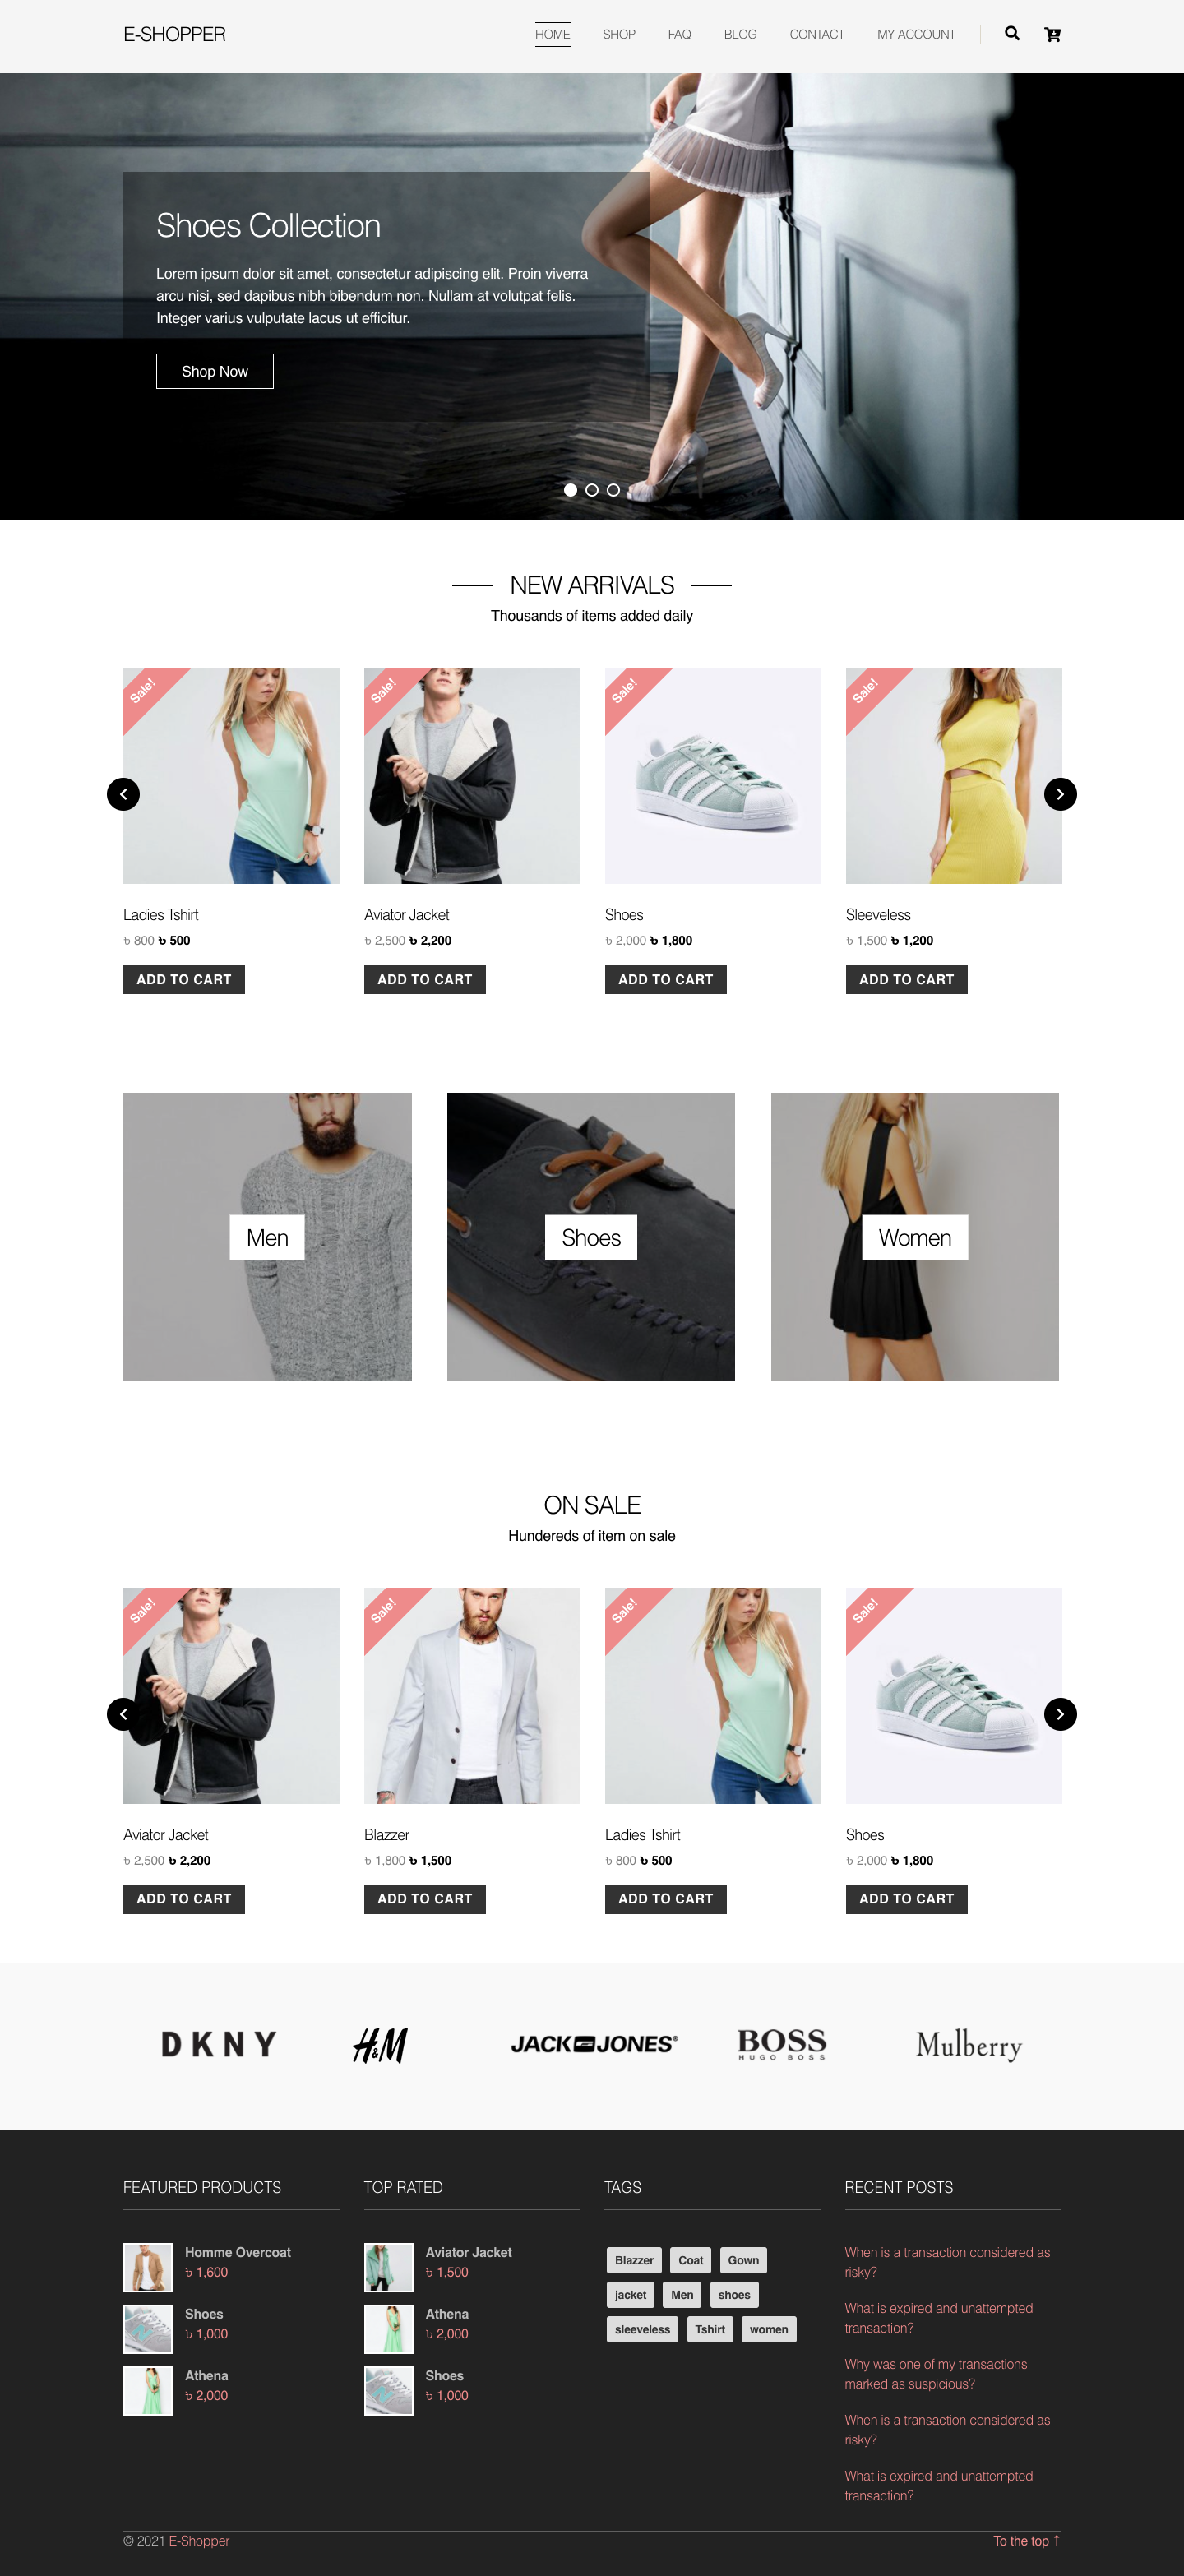 E-SHOPPER
HOME SHOP FAQ BLOG CONTACT MY ACCOUNT
Shoes Collection
Lorem ipsum dolor sit amet, consectetur adipiscing elit. Proin viverra
arcu nisi, sed dapibus nibh bibendum non. Nullam at volutpat felis.
Integer varius vulputate lacus ut efficitur.
Shop Now
NEW ARRIVALS
Thousands of items added daily
Sale! Sale! Sale! Sale!
Ladies Tshirt Aviator Jacket Shoes Sleeveless
৳ 800 ৳ 500 ৳ 2,500 ৳ 2,200 ৳ 2,000 ৳ 1,800 ৳ 1,500 ৳ 1,200
ADD TO CART ADD TO CART ADD TO CART ADD TO CART
Men Shoes Women
ON SALE
Hundereds of item on sale
Sale! Sale! Sale! Sale!
Aviator Jacket Blazzer Ladies Tshirt Shoes
৳ 2,500 ৳ 2,200 ৳ 1,800 ৳ 1,500 ৳ 800 ৳ 500 ৳ 2,000 ৳ 1,800
ADD TO CART ADD TO CART ADD TO CART ADD TO CART
DKNY H&M JACK & JONES® BOSS Mulberry
HUGO BOSS
FEATURED PRODUCTS
Homme Overcoat
৳ 1,600
Shoes
৳ 1,000
Athena
৳ 2,000
TOP RATED
Aviator Jacket
৳ 1,500
Athena
৳ 2,000
Shoes
৳ 1,000
TAGS
Blazzer Coat Gown
jacket Men shoes
sleeveless Tshirt women
RECENT POSTS
When is a transaction considered as
risky?
What is expired and unattempted
transaction?
Why was one of my transactions
marked as suspicious?
When is a transaction considered as
risky?
What is expired and unattempted
transaction?
© 2021 E-Shopper
To the top ↑